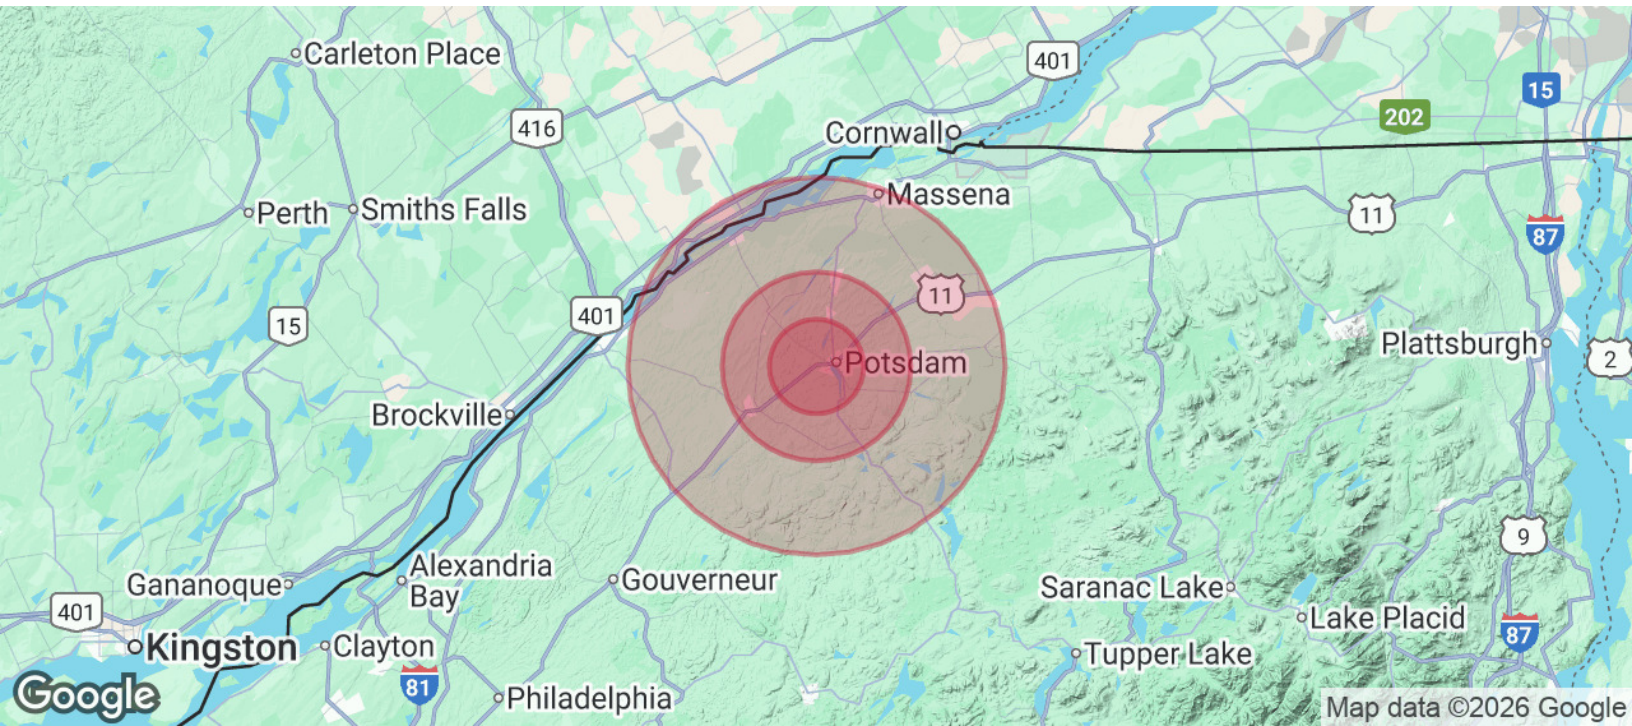 Carleton Place
401
15
416
202
Cornwall
Massena
Perth
Smiths Falls
11
87
11
15
401
Plattsburgh
2
Potsdam
Brockville
9
Alexandria
Bay
Gananoque
Gouverneur
Saranac Lake
401
Lake Placid
87
Kingston
Clayton
Tupper Lake
81
Philadelphia
Google
Map data ©2026 Google